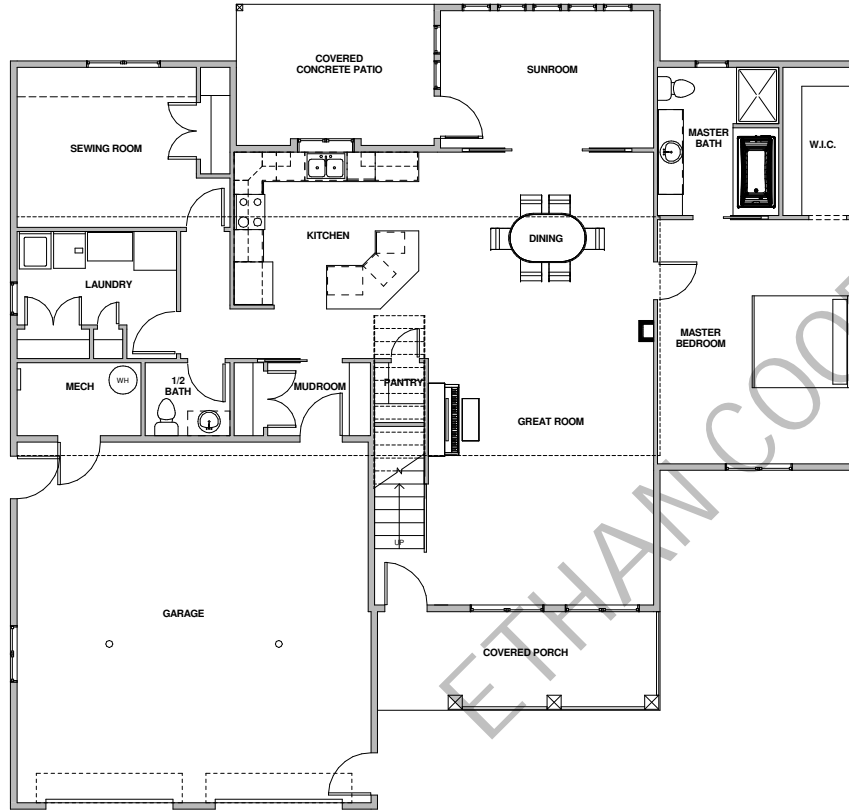 COVERED
CONCRETE PATIO
SUNROOM
SEWING ROOM
MASTER
BATH
W.I.C.
KITCHEN
DINING
LAUNDRY
MASTER
BEDROOM
MECH
WH
1/2
BATH
MUDROOM
PANTRY
GREAT ROOM
UP
GARAGE
COVERED PORCH
ETHAN COO